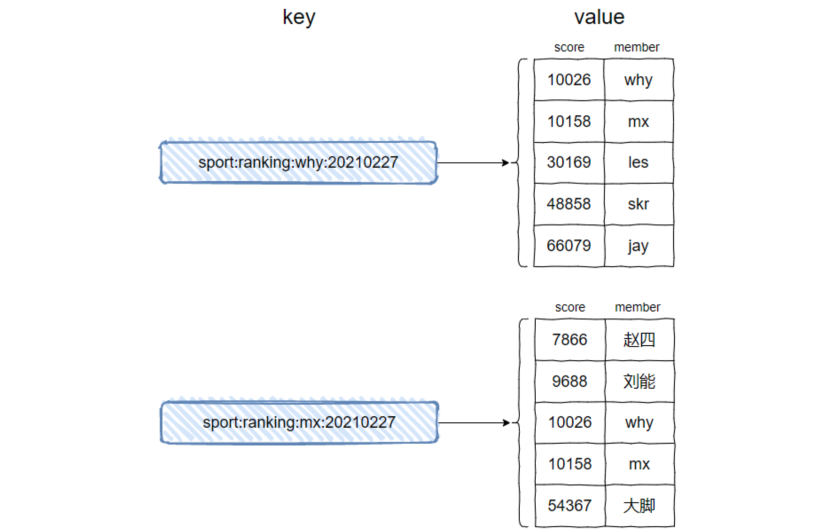 key value
score member
10026 why
10158 mx
sport:ranking:why:20210227 30169 les
48858 skr
66079 jay
score member
7866 赵四
9688 刘能
sport:ranking:mx:20210227 10026 why
10158 mx
54367 大脚